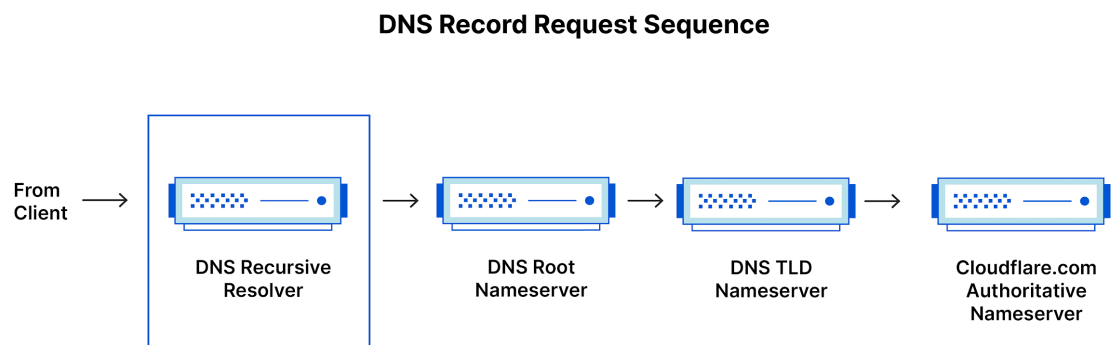 DNS Record Request Sequence
From
Client
DNS Recursive
Resolver
DNS Root
Nameserver
DNS TLD
Nameserver
Cloudflare.com
Authoritative
Nameserver